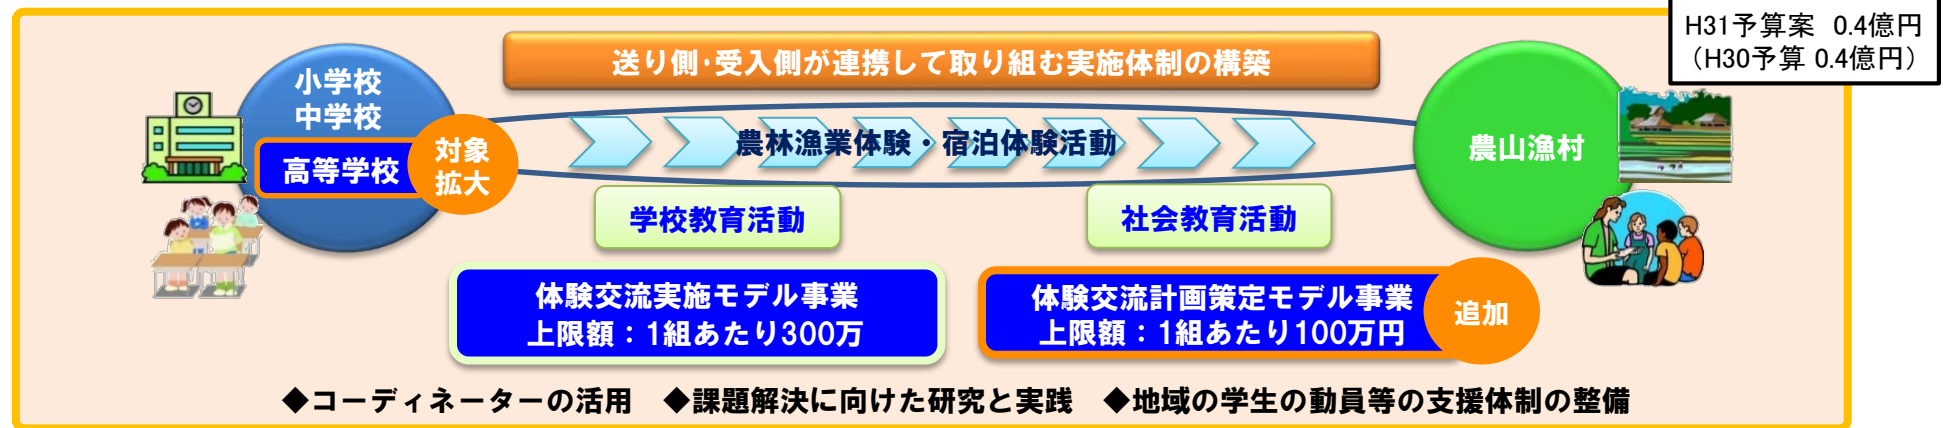 H31予算案 0.4億円
（H30予算 0.4億円）
送り側･受入側が連携して取り組む実施体制の構築
小学校
中学校
高等学校
対象
拡大
農林漁業体験・宿泊体験活動
農山漁村
学校教育活動
社会教育活動
体験交流実施モデル事業
上限額：1組あたり300万
体験交流計画策定モデル事業
上限額：1組あたり100万円
追加
◆コーディネーターの活用 ◆課題解決に向けた研究と実践 ◆地域の学生の動員等の支援体制の整備